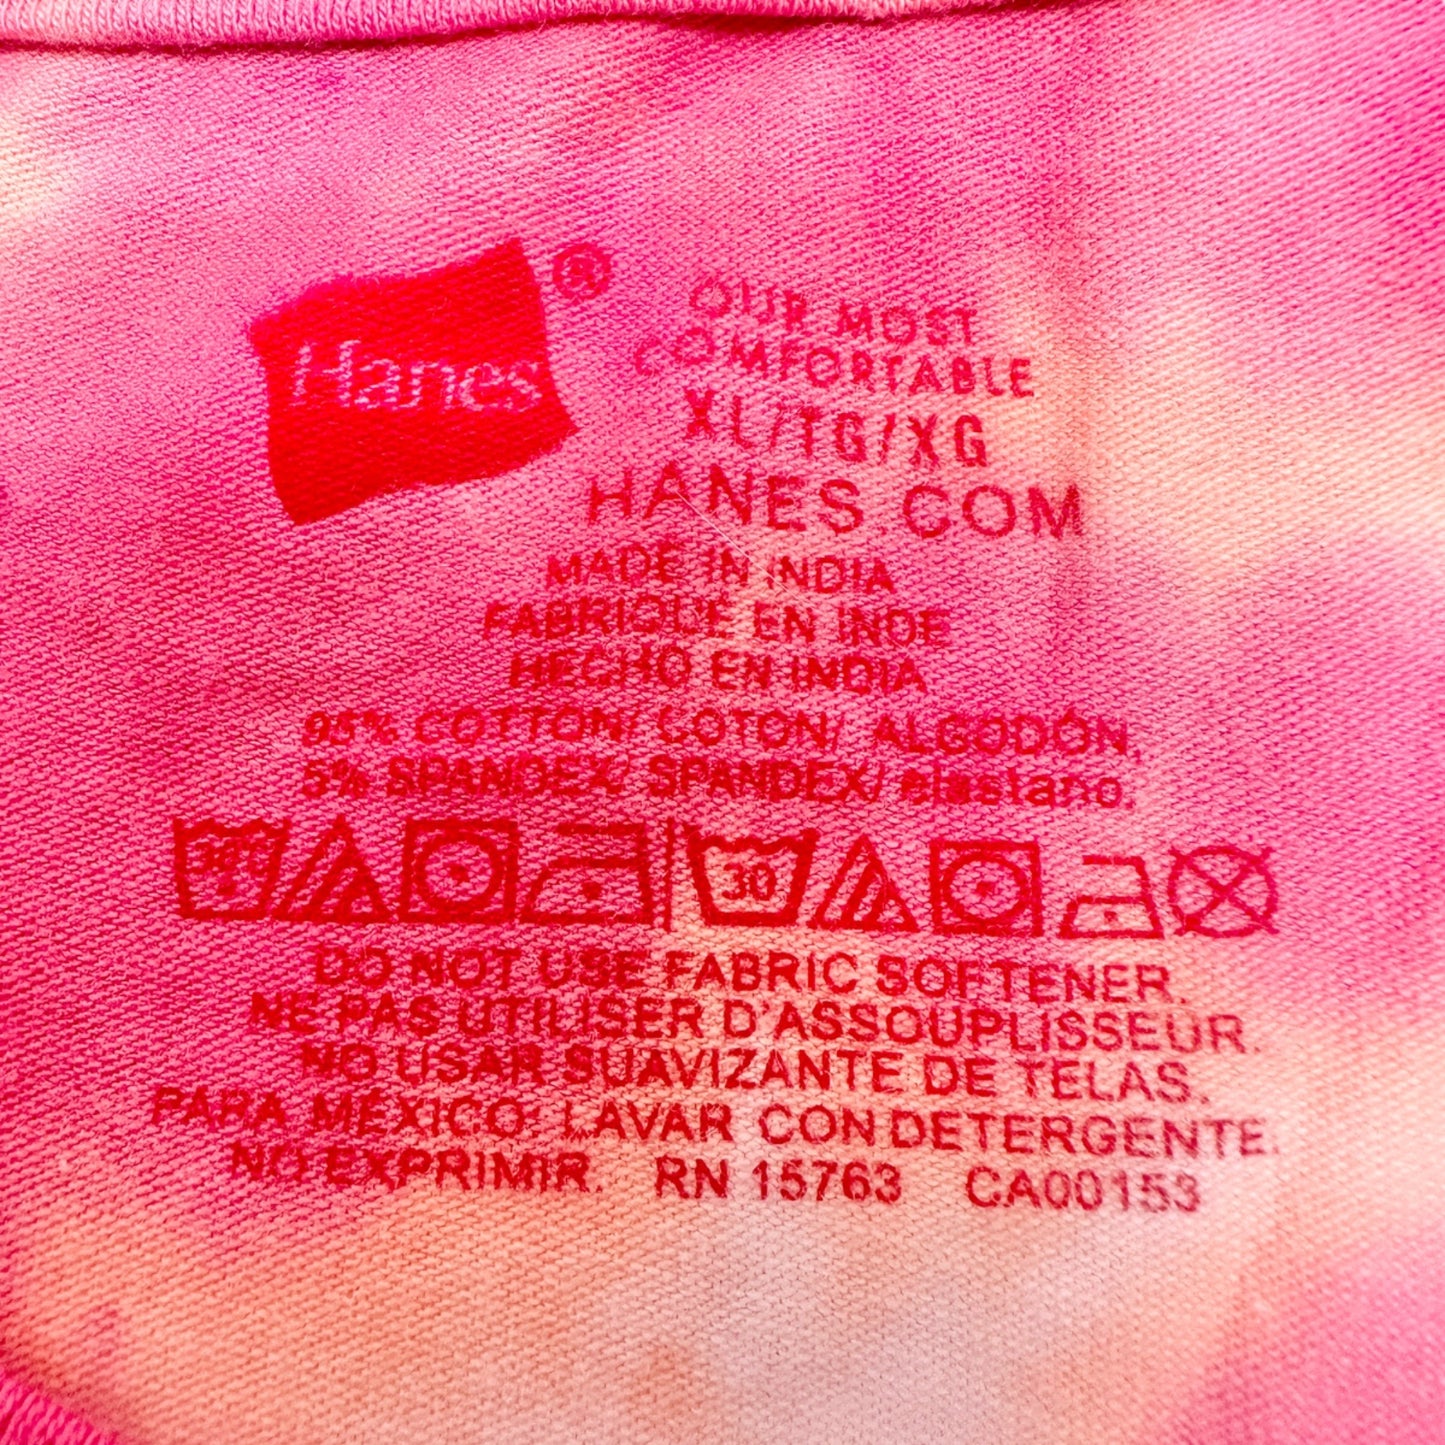 Hanes®
OUR MOST
COMFORTABLE
XL/TG/XG
HANES.COM
MADE IN INDIA
FABRIQUE EN INDE
HECHO EN INDIA
95% COTTON/ COTON/ ALGODÓN,
5% SPANDEX/ SPANDEX/ elastano,
30°C 30
DO NOT USE FABRIC SOFTENER.
NE PAS UTILISER D'ASSOUPLISSEUR.
NO USAR SUAVIZANTE DE TELAS.
PARA MÉXICO: LAVAR CON DETERGENTE.
NO EXPRIMIR. RN 15763 CA00153